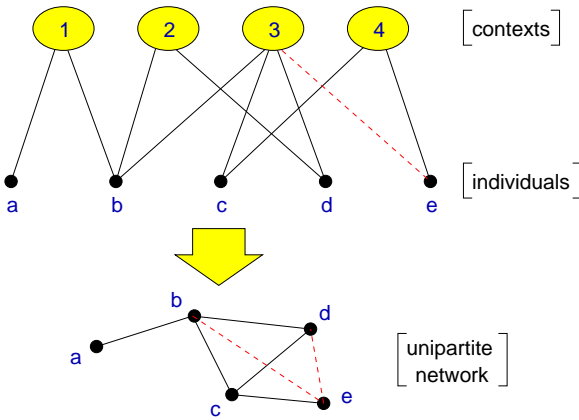 1 2 3 4
contexts
a b c d e
individuals
b
d
a
c
e
unipartite
network